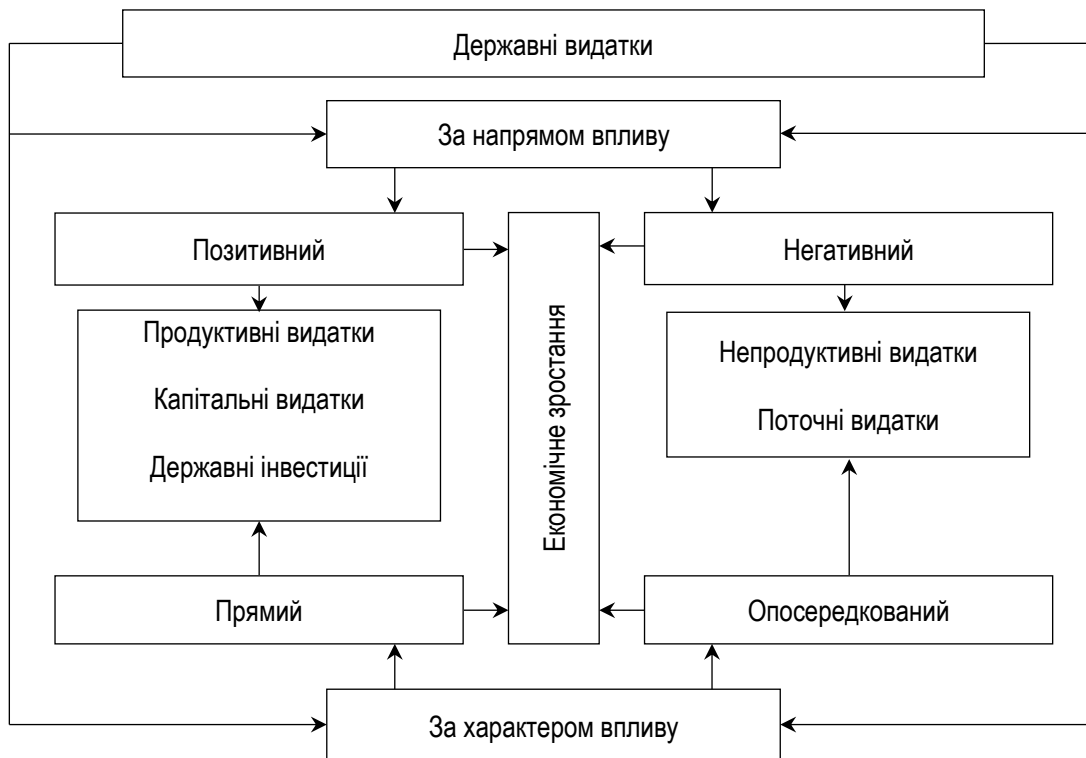 Державні видатки
За напрямом впливу
Позитивний
Негативний
Продуктивні видатки
Капітальні видатки
Державні інвестиції
Економічне зростання
Непродуктивні видатки
Поточні видатки
Прямий
Опосередкований
За характером впливу